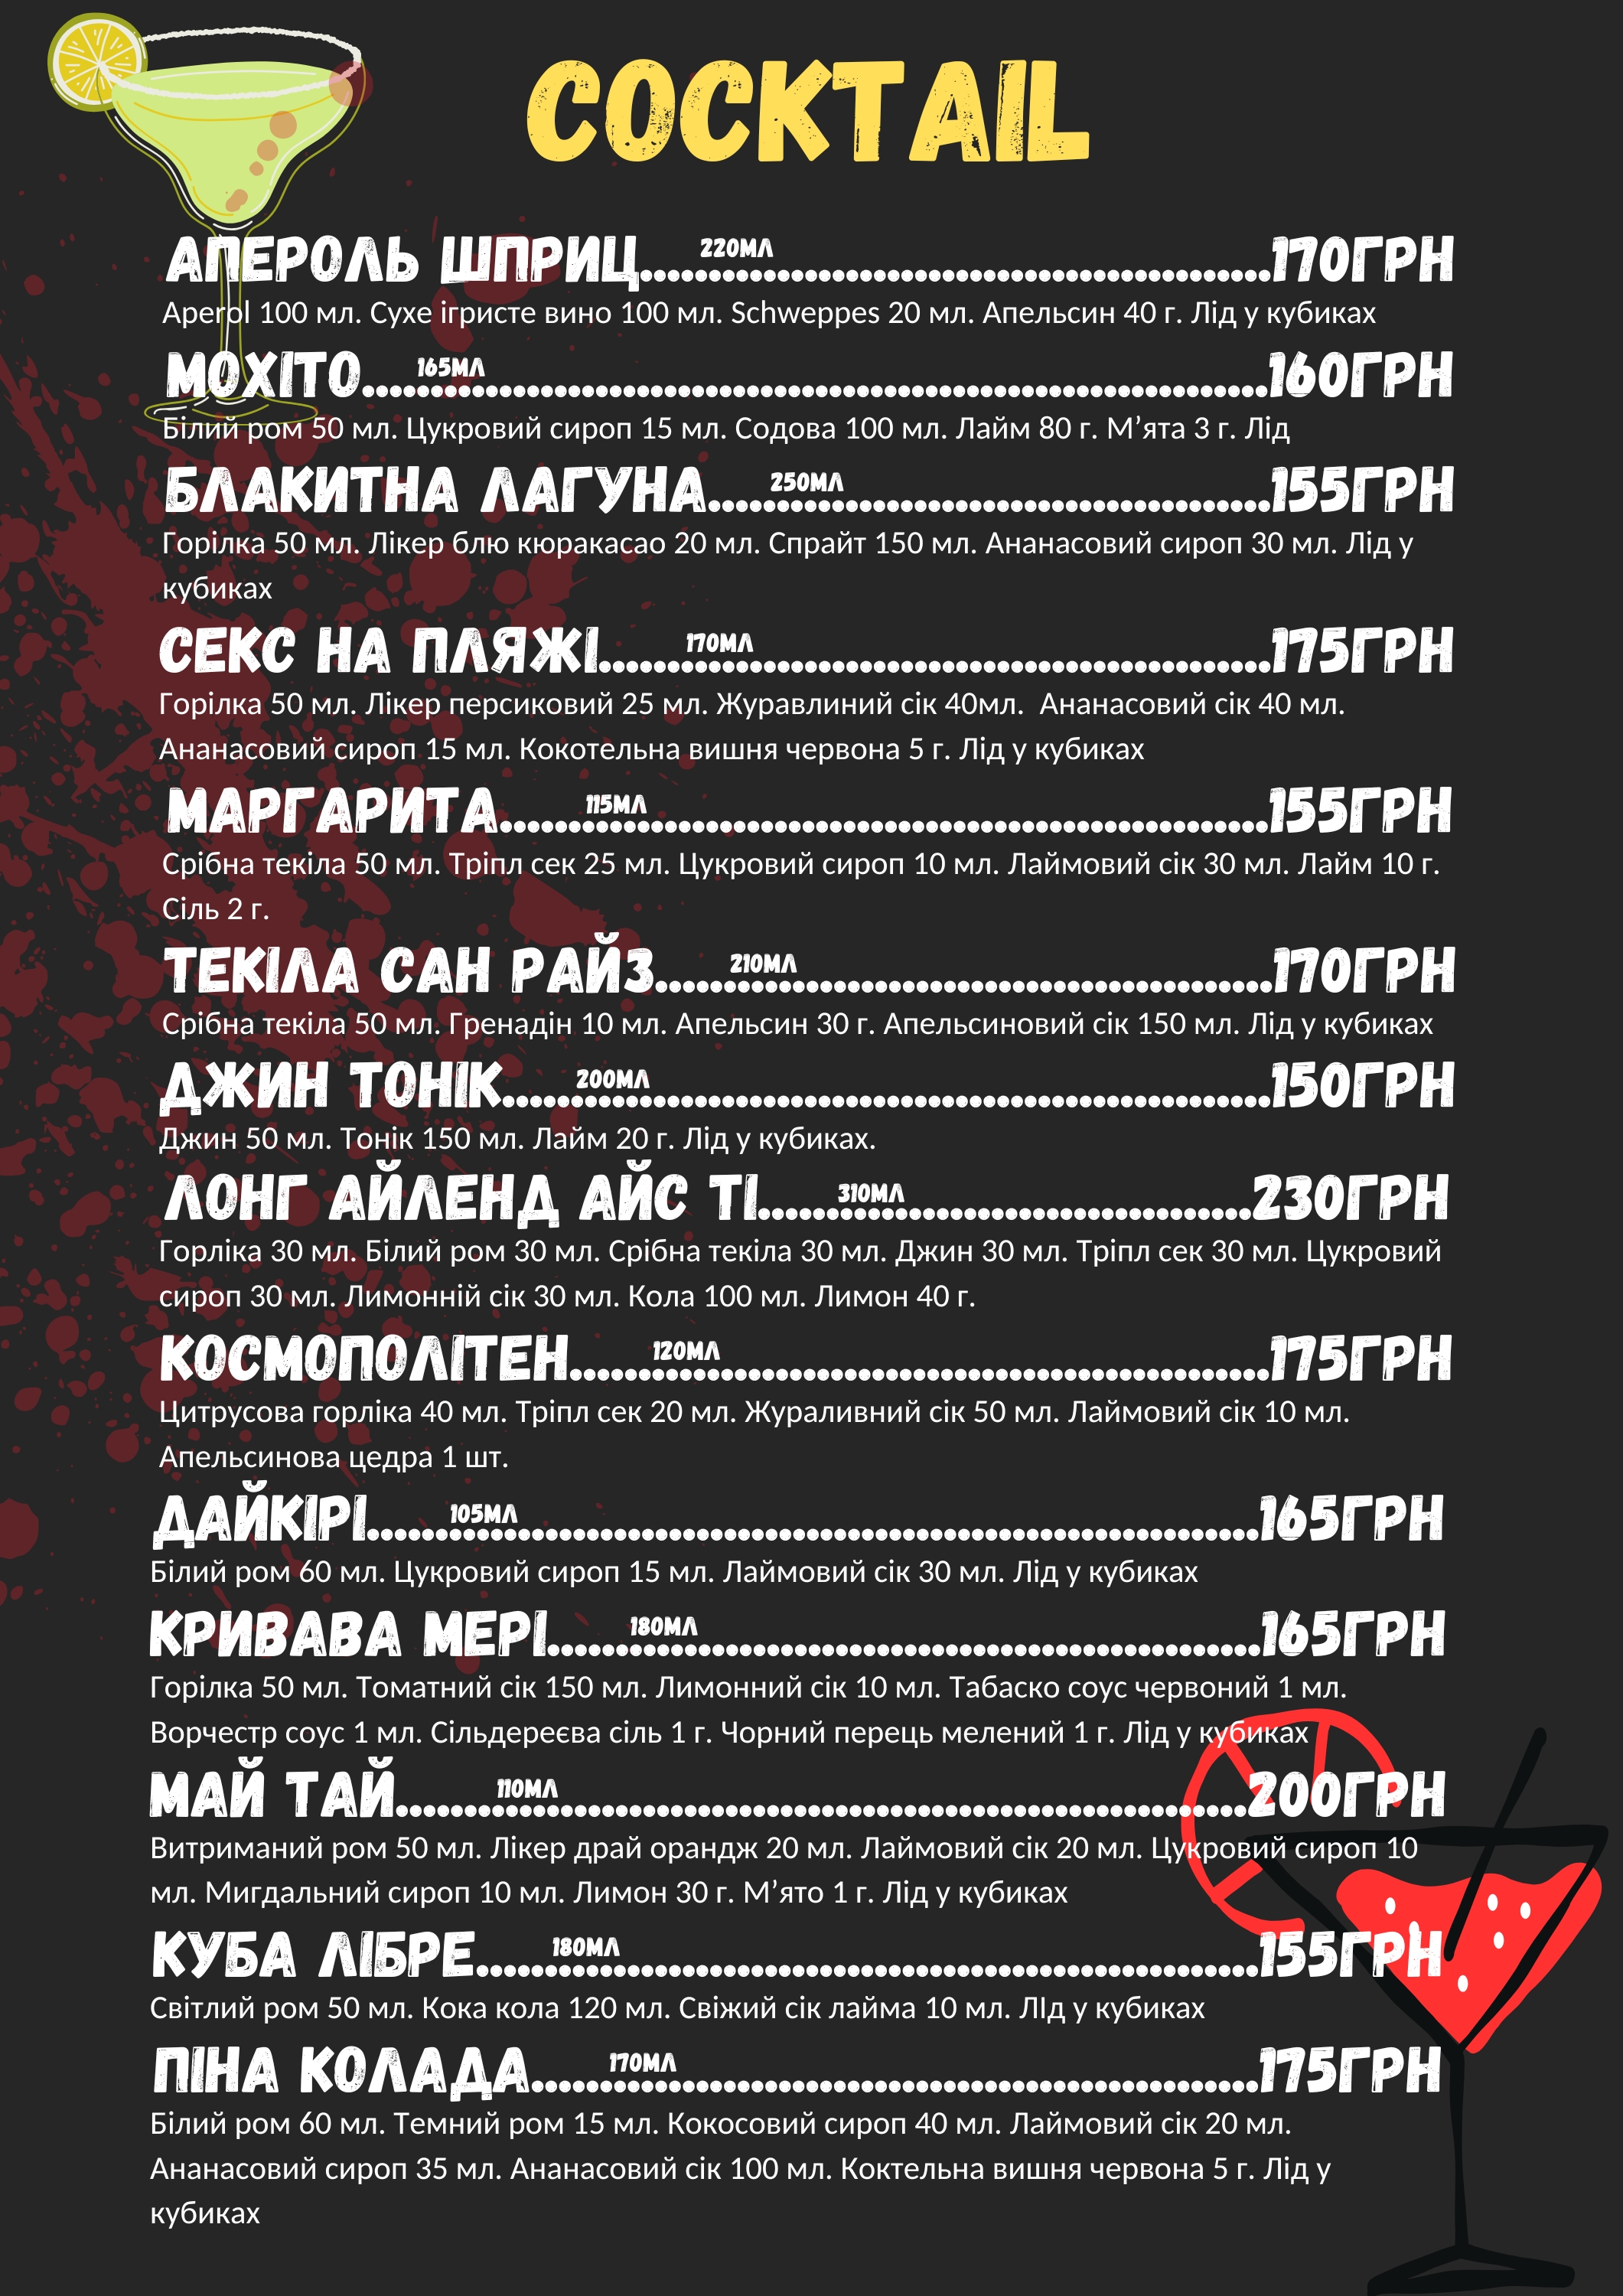 COCKTAIL
АПЕРОЛЬ ШПРИЦ 220МЛ 170ГРН
Aperol 100 мл. Сухе ігристе вино 100 мл. Schweppes 20 мл. Апельсин 40 г. Лід у кубиках
МОХІТО 165МЛ 160ГРН
Білий ром 50 мл. Цукровий сироп 15 мл. Содова 100 мл. Лайм 80 г. М’ята 3 г. Лід
БЛАКИТНА ЛАГУНА 250МЛ 155ГРН
Горілка 50 мл. Лікер блю кюракасао 20 мл. Спрайт 150 мл. Ананасовий сироп 30 мл. Лід у
кубиках
СЕКС НА ПЛЯЖІ 170МЛ 175ГРН
Горілка 50 мл. Лікер персиковий 25 мл. Журавлиний сік 40мл.  Ананасовий сік 40 мл.
Ананасовий сироп 15 мл. Кокотельна вишня червона 5 г. Лід у кубиках
МАРГАРИТА 115МЛ 155ГРН
Срібна текіла 50 мл. Тріпл сек 25 мл. Цукровий сироп 10 мл. Лаймовий сік 30 мл. Лайм 10 г.
Сіль 2 г.
ТЕКІЛА САН РАЙЗ 210МЛ 170ГРН
Срібна текіла 50 мл. Гренадін 10 мл. Апельсин 30 г. Апельсиновий сік 150 мл. Лід у кубиках
ДЖИН ТОНІК 200МЛ 150ГРН
Джин 50 мл. Тонік 150 мл. Лайм 20 г. Лід у кубиках.
ЛОНГ АЙЛЕНД АЙС ТІ 310МЛ 230ГРН
Горліка 30 мл. Білий ром 30 мл. Срібна текіла 30 мл. Джин 30 мл. Тріпл сек 30 мл. Цукровий
сироп 30 мл. Лимонній сік 30 мл. Кола 100 мл. Лимон 40 г.
КОСМОПОЛІТЕН 120МЛ 175ГРН
Цитрусова горліка 40 мл. Тріпл сек 20 мл. Жураливний сік 50 мл. Лаймовий сік 10 мл.
Апельсинова цедра 1 шт.
ДАЙКІРІ 105МЛ 165ГРН
Білий ром 60 мл. Цукровий сироп 15 мл. Лаймовий сік 30 мл. Лід у кубиках
КРИВАВА МЕРІ 180МЛ 165ГРН
Горілка 50 мл. Томатний сік 150 мл. Лимонний сік 10 мл. Табаско соус червоний 1 мл.
Ворчестр соус 1 мл. Сільдереєва сіль 1 г. Чорний перець мелений 1 г. Лід у кубиках
МАЙ ТАЙ 110МЛ 200ГРН
Витриманий ром 50 мл. Лікер драй орандж 20 мл. Лаймовий сік 20 мл. Цукровий сироп 10
мл. Мигдальний сироп 10 мл. Лимон 30 г. М’ято 1 г. Лід у кубиках
КУБА ЛІБРЕ 180МЛ 155ГРН
Світлий ром 50 мл. Кока кола 120 мл. Свіжий сік лайма 10 мл. ЛІд у кубиках
ПІНА КОЛАДА 170МЛ 175ГРН
Білий ром 60 мл. Темний ром 15 мл. Кокосовий сироп 40 мл. Лаймовий сік 20 мл.
Ананасовий сироп 35 мл. Ананасовий сік 100 мл. Коктельна вишня червона 5 г. Лід у
кубиках